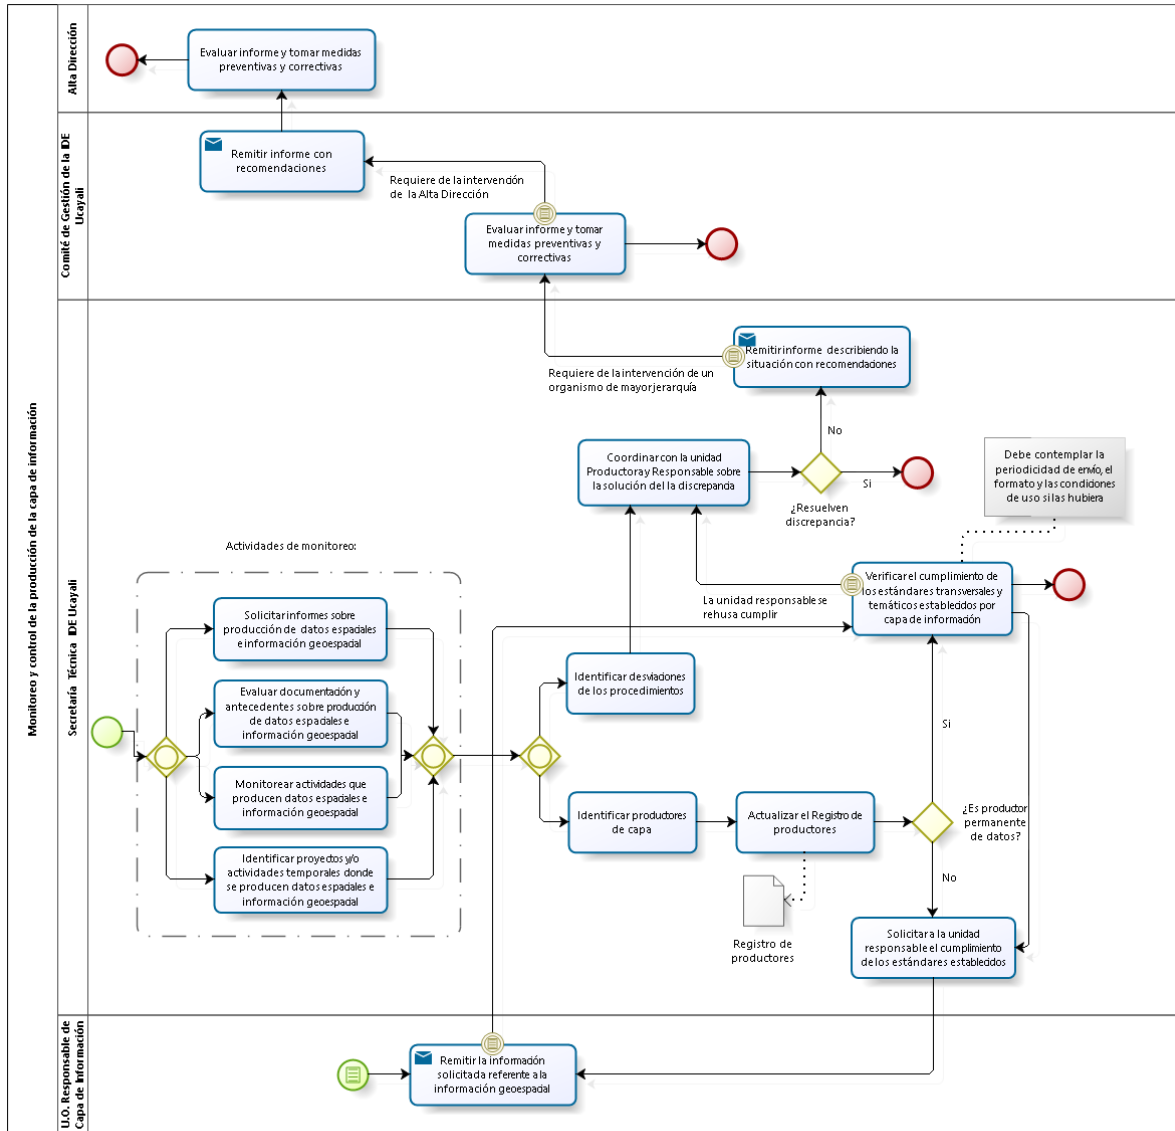 Monitoreo y control de la producción de la capa de información
Alta Dirección
Evaluar informe y tomar medidas
preventivas y correctivas
Comité de Gestión de la IDE
Ucayali
Remitir informe con
recomendaciones
Requiere de la intervención
de la Alta Dirección
Evaluar informe y tomar
medidas preventivas y
correctivas
Secretaría Técnica IDE Ucayali
Remitir informe describiendo la
situación con recomendaciones
Requiere de la intervención de un
organismo de mayor jerarquía
No
Coordinar con la unidad
Productora y Responsable sobre
la solución del la discrepancia
Si
¿Resuelven
discrepancia?
Debe contemplar la
periodicidad de envío, el
formato y las condiciones
de uso si las hubiera
Actividades de monitoreo:
Verificar el cumplimiento de
los estándares transversales y
temáticos establecidos por
capa de información
La unidad responsable se
rehusa cumplir
Solicitar informes sobre
producción de datos espaciales
e información geoespacial
Evaluar documentación y
antecedentes sobre producción
de datos espaciales e
información geoespacial
Identificar desviaciones
de los procedimientos
Si
Monitorear actividades que
producen datos espaciales e
información geoespacial
Identificar productores
de capa
Actualizar el Registro de
productores
¿Es productor
permanente
de datos?
Identificar proyectos y/o
actividades temporales donde
se producen datos espaciales e
información geoespacial
No
Registro de
productores
Solicitar a la unidad
responsable el cumplimiento
de los estándares establecidos
U.O. Responsable de
Capa de Información
Remitir la información
solicitada referente a la
información geoespacial